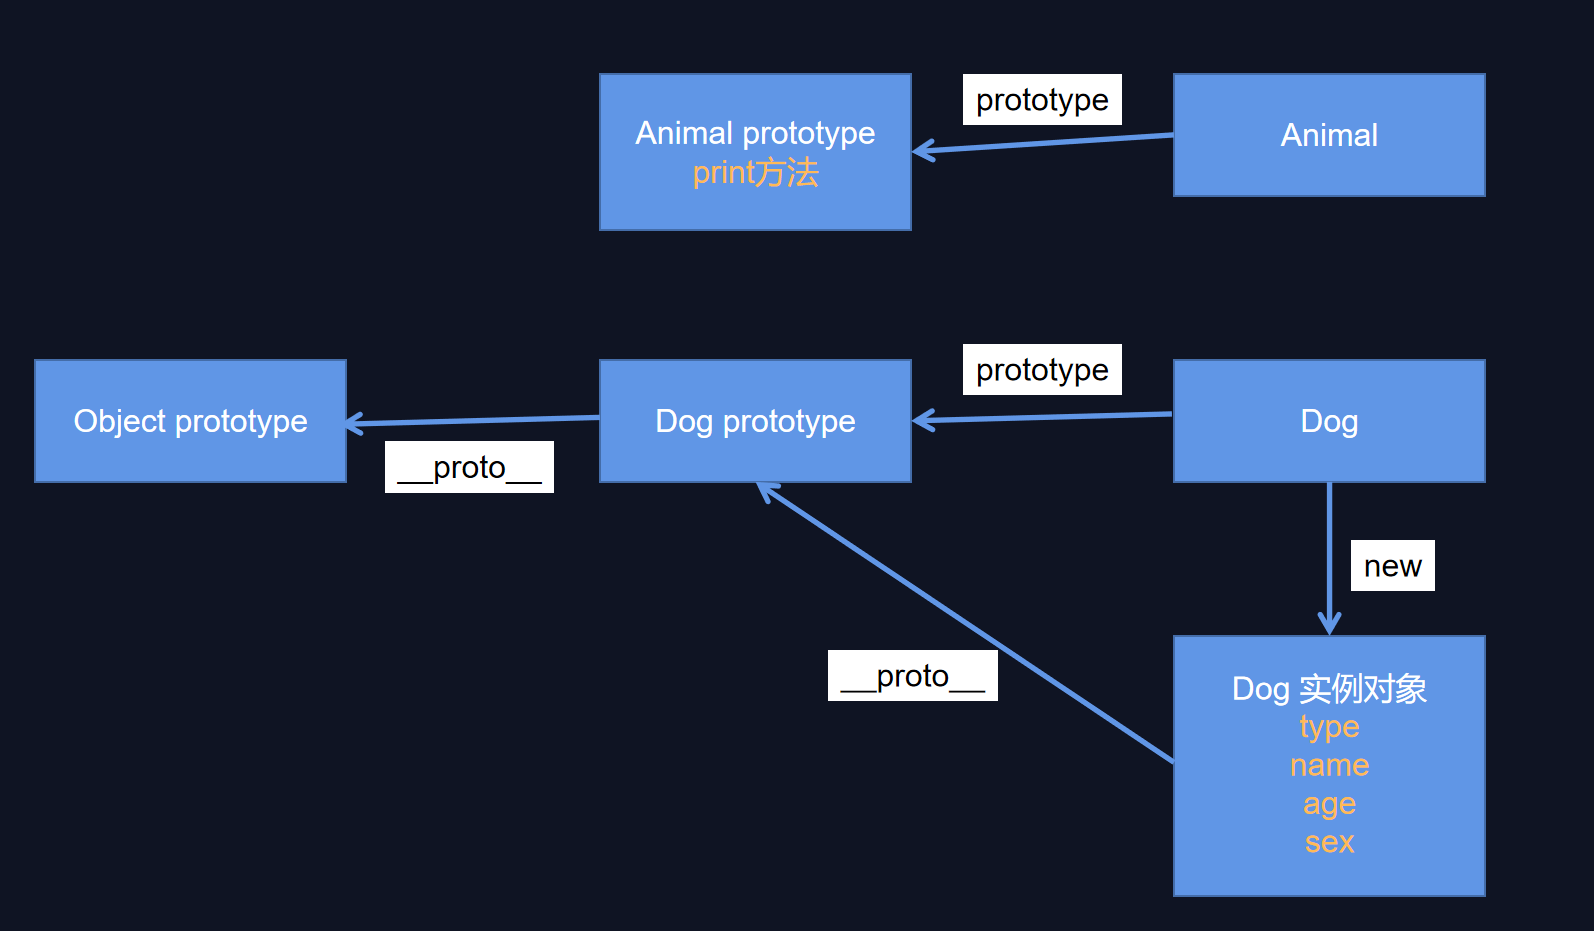 prototype
Animal prototype
print方法
Animal
prototype
Object prototype
Dog prototype
Dog
__proto__
new
__proto__
Dog 实例对象
type
name
age
sex